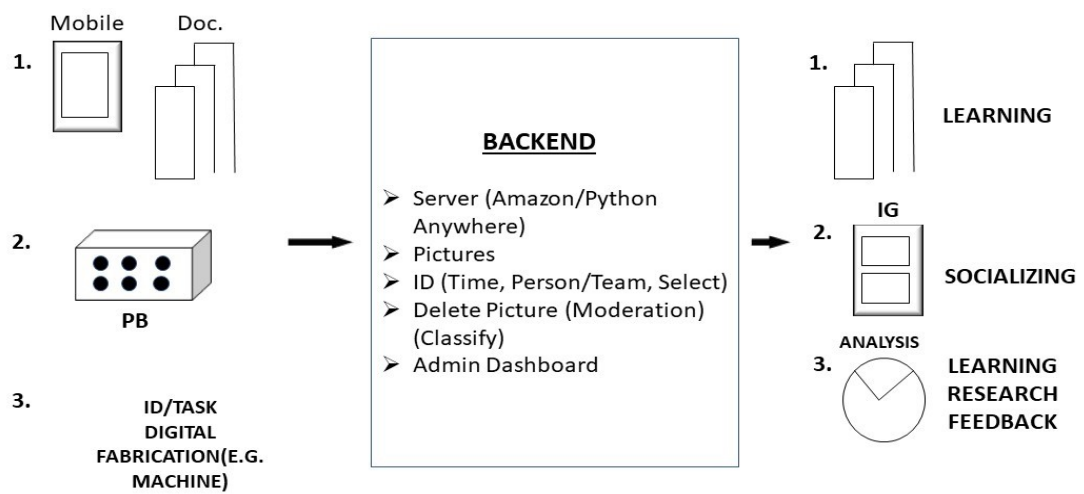 Mobile
Doc.
1.
2.
PB
3.
ID/TASK
DIGITAL
FABRICATION(E.G.
MACHINE)
BACKEND
➢ Server (Amazon/Python
Anywhere)
➢ Pictures
➢ ID (Time, Person/Team, Select)
➢ Delete Picture (Moderation)
(Classify)
➢ Admin Dashboard
1.
LEARNING
IG
2.
SOCIALIZING
ANALYSIS
3.
LEARNING
RESEARCH
FEEDBACK